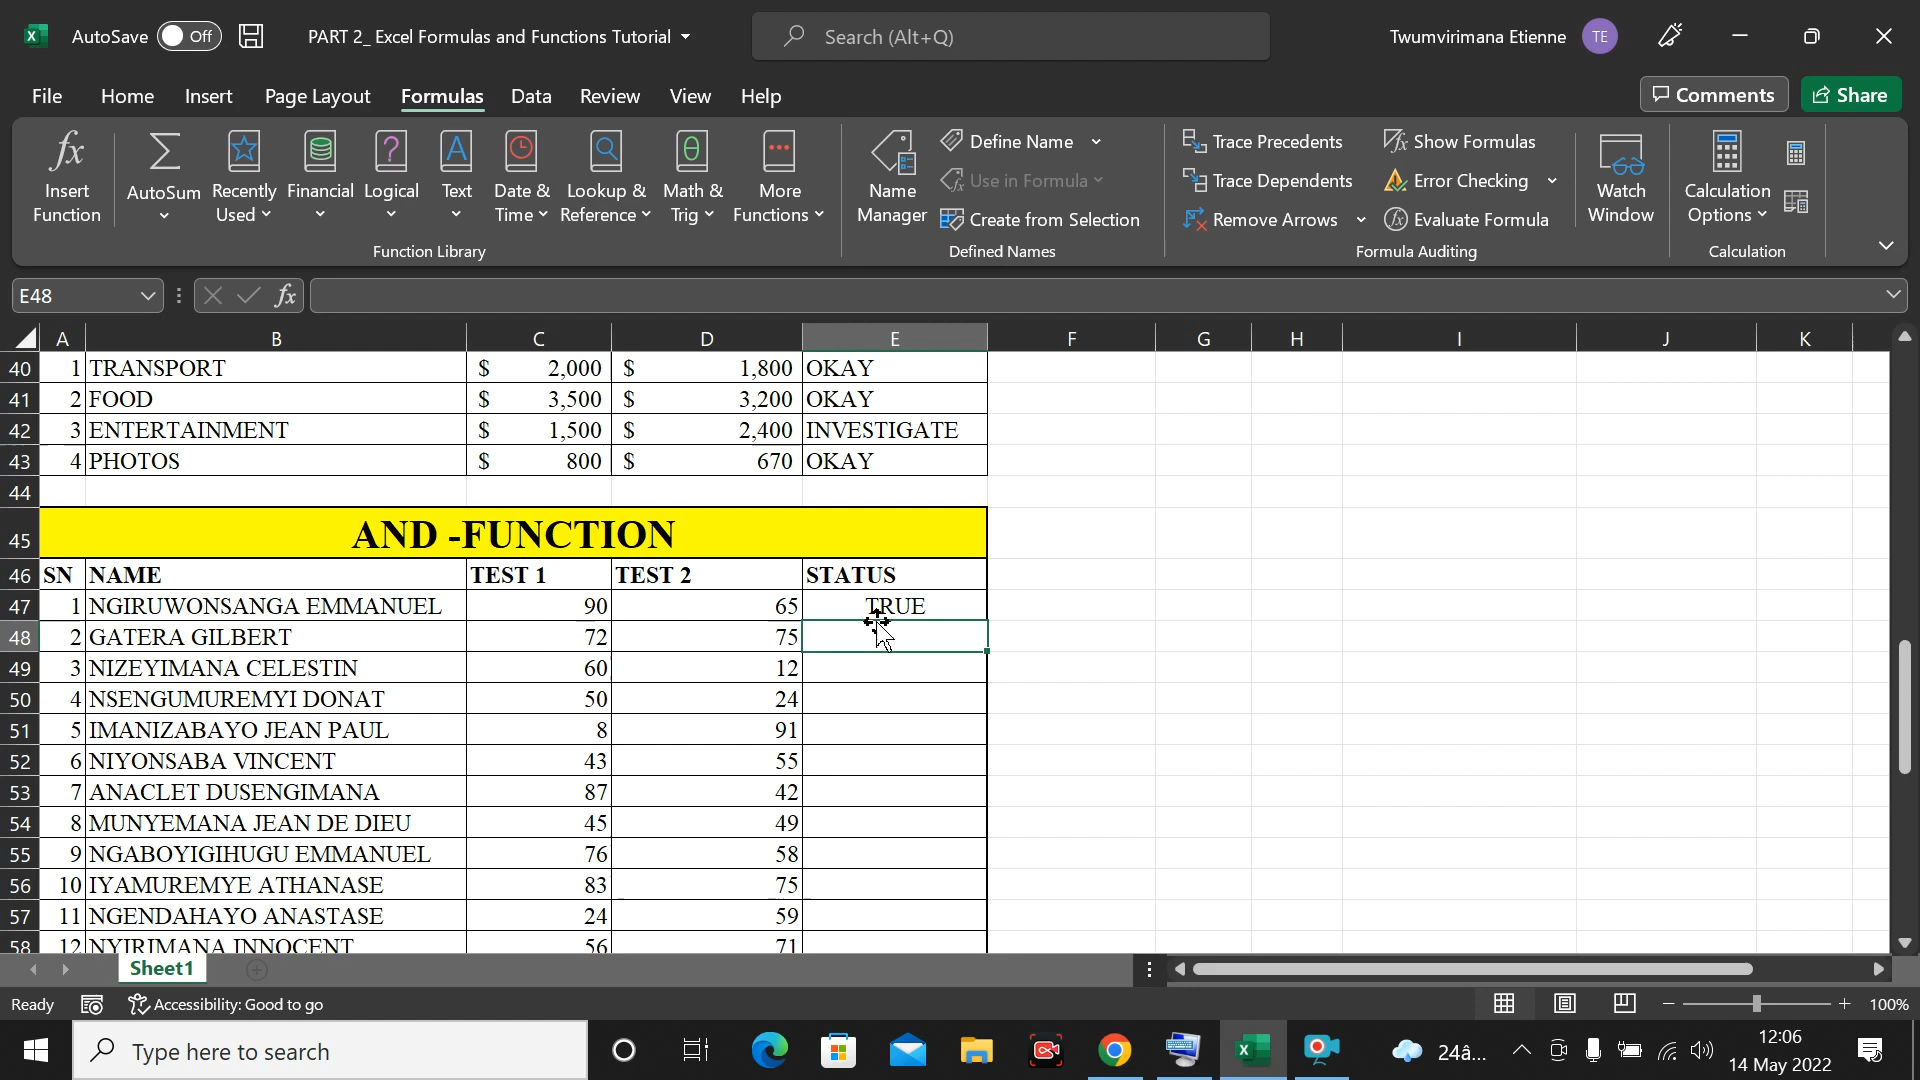 AutoSave Off PART 2_ Excel Formulas and Functions Tutorial Search (Alt+Q) Twumvirimana Etienne TE
File Home Insert Page Layout Formulas Data Review View Help Comments Share
Insert Function AutoSum Recently Used Financial Logical Text Date & Time Lookup & Reference Math & Trig More Functions
Function Library
Name Manager
Define Name
Use in Formula
Create from Selection
Defined Names
Trace Precedents Show Formulas
Trace Dependents Error Checking
Remove Arrows Evaluate Formula
Watch Window
Formula Auditing
Calculation Options
Calculation
E48 fx
A B C D E F G H I J K
40 1 TRANSPORT $ 2,000 $ 1,800 OKAY
41 2 FOOD $ 3,500 $ 3,200 OKAY
42 3 ENTERTAINMENT $ 1,500 $ 2,400 INVESTIGATE
43 4 PHOTOS $ 800 $ 670 OKAY
44
45 AND -FUNCTION
46 SN NAME TEST 1 TEST 2 STATUS
47 1 NGIRUWONSANGA EMMANUEL 90 65 TRUE
48 2 GATERA GILBERT 72 75
49 3 NIZEYIMANA CELESTIN 60 12
50 4 NSENGUMUREMYI DONAT 50 24
51 5 IMANIZABAYO JEAN PAUL 8 91
52 6 NIYONSABA VINCENT 43 55
53 7 ANACLET DUSENGIMANA 87 42
54 8 MUNYEMANA JEAN DE DIEU 45 49
55 9 NGABOYIGIHUGU EMMANUEL 76 58
56 10 IYAMUREMYE ATHANASE 83 75
57 11 NGENDAHAYO ANASTASE 24 59
58 12 NYIRIMANA INNOCENT 56 71
Sheet1
Ready Accessibility: Good to go 100%
Type here to search 24â... 12:06
14 May 2022